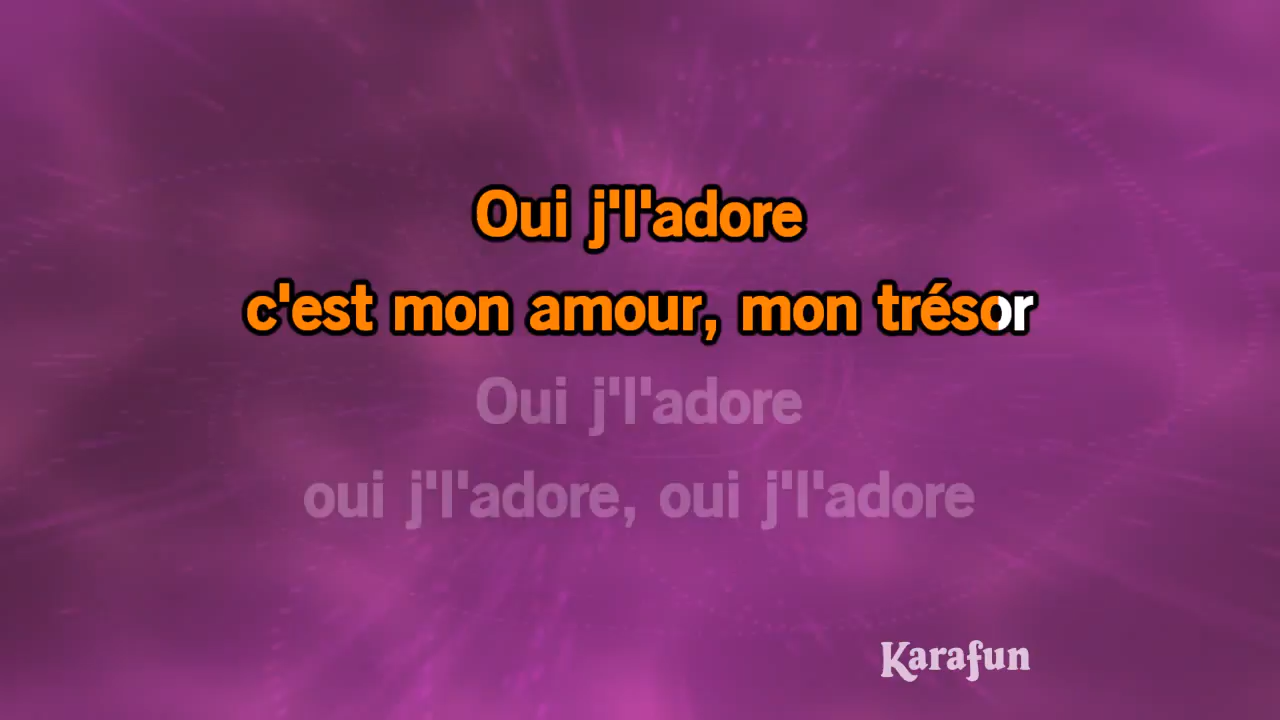 Oui j'l'adore
c'est mon amour, mon trésor
Oui j'l'adore
oui j'l'adore, oui j'l'adore
Karafun